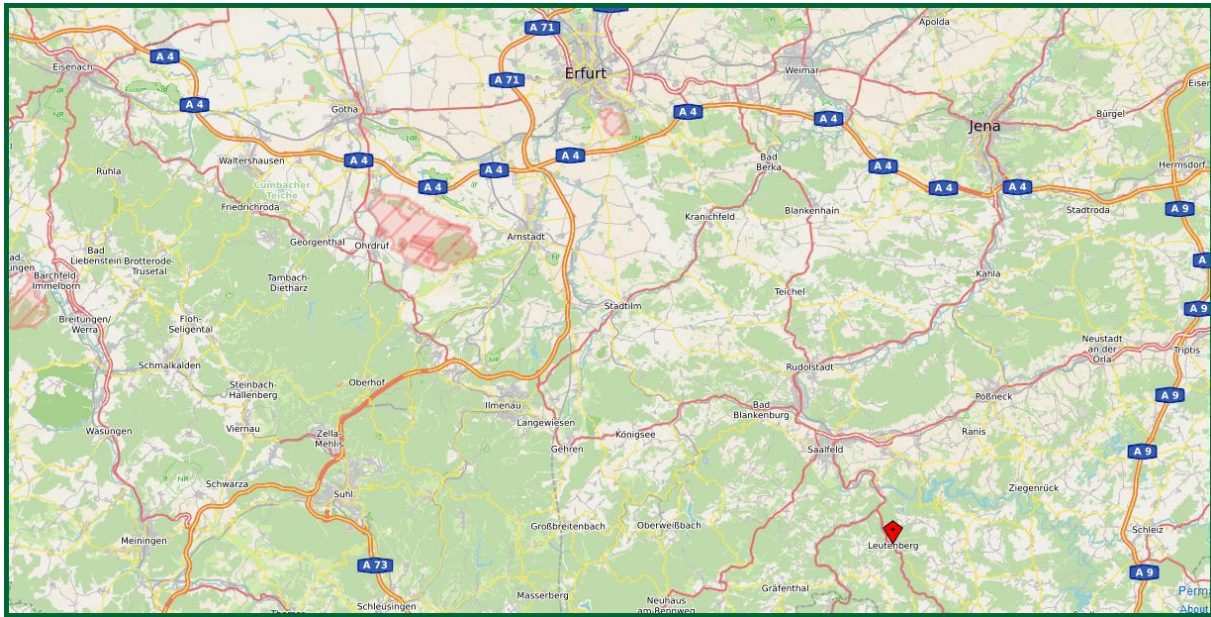 A 71
Apolda
Eisenach
A 4
Erfurt
Weimar
A 71
A 4
Gotha
A 4
A 4
Jena
Bürgel
Waltershausen
A 4
A 4
Bad
Berka
A 4
Hermsdorf
Ruhla
Cumbacher
Teiche
A 4
A 4
A 4
A 4
Friedrichroda
Kranichfeld
Blankenhain
Stadtroda
A 9
Georgenthal
Ohrdruf
Arnstadt
Bad
Liebenstein
Brotterode-
Trusetal
Barchfeld-
Immelborn
Tambach-
Dietharz
Kahla
Teichel
Stadtilm
A 9
Breitungen/
Werra
Floh-
Seligental
Neustadt
an der
Orla
Triptis
Schmalkalden
Rudolstadt
Steinbach-
Hallenberg
Oberhof
Ilmenau
Bad
Blankenburg
Pößneck
A 9
Langewiesen
Wasungen
Viernau
Zella-
Mehlis
Gehren
Königsee
Saalfeld
Ranis
A 9
Schwarza
Suhl
Ziegenrück
Meiningen
Großbreitenbach
Oberweißbach
Leutenberg
Schleiz
A 73
A 9
Schleusingen
Masserberg
Neuhaus
am Rennweg
Gräfenthal